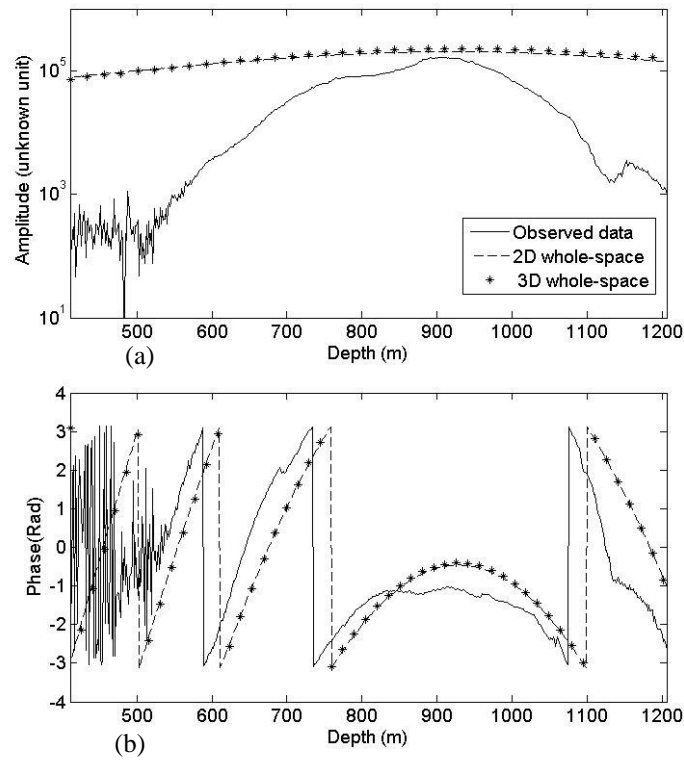 Amplitude (unknown unit)
10^5
10^3
10^1
Observed data
2D whole-space
3D whole-space
500 600 700 800 900 1000 1100 1200
(a)
Depth (m)
Phase(Rad)
4
3
2
1
0
-1
-2
-3
-4
500 600 700 800 900 1000 1100 1200
(b)
Depth (m)